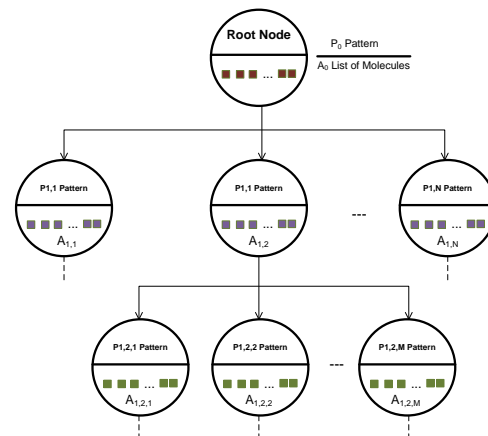 Root Node
P0 Pattern
A0 List of Molecules
...
P1,1 Pattern
P1,1 Pattern
---
P1,N Pattern
...
...
...
A1,1
A1,2
A1,N
P1,2,1 Pattern
P1,2,2 Pattern
---
P1,2,M Pattern
...
...
...
A1,2,1
A1,2,2
A1,2,M